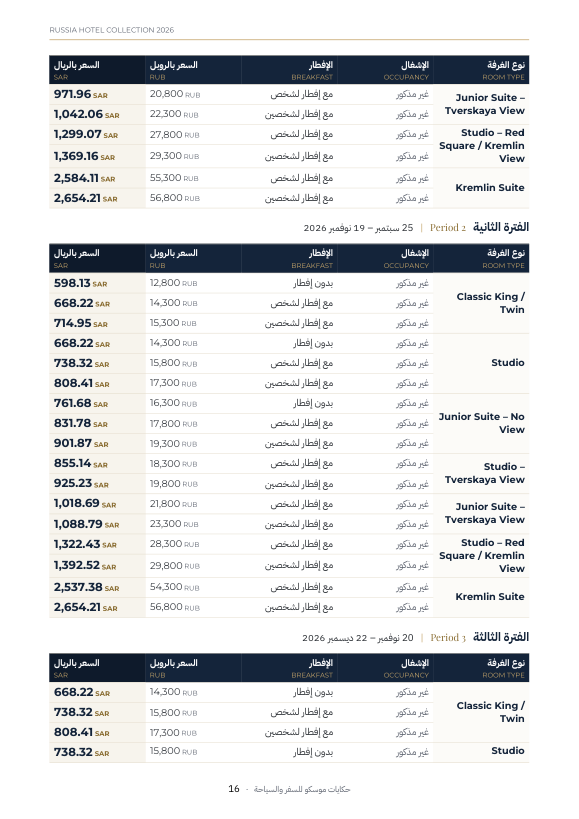 RUSSIA HOTEL COLLECTION 2026
نوع الغرفة الإشغال الإفطار السعر بالروبل السعر بالريال
ROOM TYPE OCCUPANCY BREAKFAST RUB SAR
Junior Suite – Tverskaya View غير مذكور مع إفطار لشخص 20,800 RUB 971.96 SAR
غير مذكور مع إفطار لشخصين 22,300 RUB 1,042.06 SAR
Studio – Red Square / Kremlin View غير مذكور مع إفطار لشخص 27,800 RUB 1,299.07 SAR
غير مذكور مع إفطار لشخصين 29,300 RUB 1,369.16 SAR
Kremlin Suite غير مذكور مع إفطار لشخص 55,300 RUB 2,584.11 SAR
غير مذكور مع إفطار لشخصين 56,800 RUB 2,654.21 SAR
الفترة الثانية Period 2 | 25 سبتمبر – 19 نوفمبر 2026
نوع الغرفة الإشغال الإفطار السعر بالروبل السعر بالريال
ROOM TYPE OCCUPANCY BREAKFAST RUB SAR
Classic King / Twin غير مذكور بدون إفطار 12,800 RUB 598.13 SAR
غير مذكور مع إفطار لشخص 14,300 RUB 668.22 SAR
غير مذكور مع إفطار لشخصين 15,300 RUB 714.95 SAR
Studio غير مذكور بدون إفطار 14,300 RUB 668.22 SAR
غير مذكور مع إفطار لشخص 15,800 RUB 738.32 SAR
غير مذكور مع إفطار لشخصين 17,300 RUB 808.41 SAR
Junior Suite – No View غير مذكور بدون إفطار 16,300 RUB 761.68 SAR
غير مذكور مع إفطار لشخص 17,800 RUB 831.78 SAR
غير مذكور مع إفطار لشخصين 19,300 RUB 901.87 SAR
Studio – Tverskaya View غير مذكور مع إفطار لشخص 18,300 RUB 855.14 SAR
غير مذكور مع إفطار لشخصين 19,800 RUB 925.23 SAR
Junior Suite – Tverskaya View غير مذكور مع إفطار لشخص 21,800 RUB 1,018.69 SAR
غير مذكور مع إفطار لشخصين 23,300 RUB 1,088.79 SAR
Studio – Red Square / Kremlin View غير مذكور مع إفطار لشخص 28,300 RUB 1,322.43 SAR
غير مذكور مع إفطار لشخصين 29,800 RUB 1,392.52 SAR
Kremlin Suite غير مذكور مع إفطار لشخص 54,300 RUB 2,537.38 SAR
غير مذكور مع إفطار لشخصين 56,800 RUB 2,654.21 SAR
الفترة الثالثة Period 3 | 20 نوفمبر – 22 ديسمبر 2026
نوع الغرفة الإشغال الإفطار السعر بالروبل السعر بالريال
ROOM TYPE OCCUPANCY BREAKFAST RUB SAR
Classic King / Twin غير مذكور بدون إفطار 14,300 RUB 668.22 SAR
غير مذكور مع إفطار لشخص 15,800 RUB 738.32 SAR
غير مذكور مع إفطار لشخصين 17,300 RUB 808.41 SAR
Studio غير مذكور بدون إفطار 15,800 RUB 738.32 SAR
حكايات موسكو للسفر والسياحة · 16